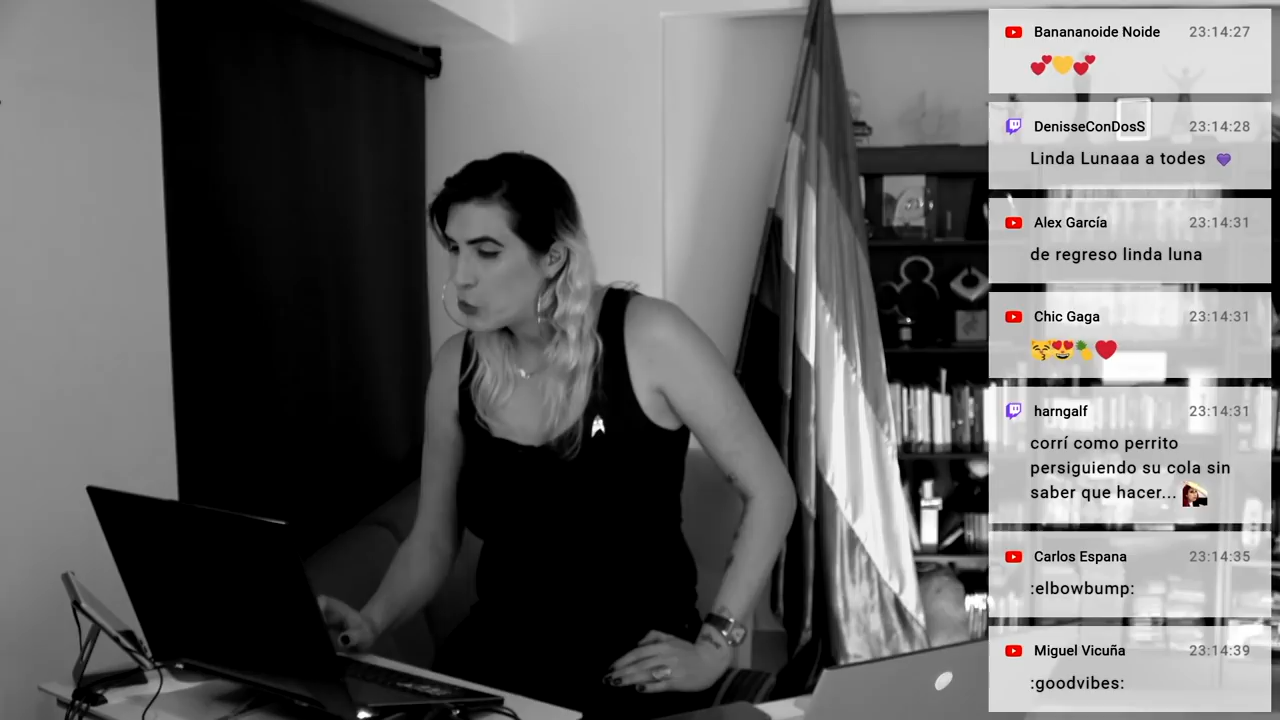 Banananoide Noide 23:14:27
💕💛💕
DenisseConDosS 23:14:28
Linda Lunaaa a todes 💜
Alex García 23:14:31
de regreso linda luna
Chic Gaga 23:14:31
😽😻🍍❤️
harngalf 23:14:31
corrí como perrito
persiguiendo su cola sin
saber que hacer...
Carlos Espana 23:14:35
:elbowbump:
Miguel Vicuña 23:14:39
:goodvibes: